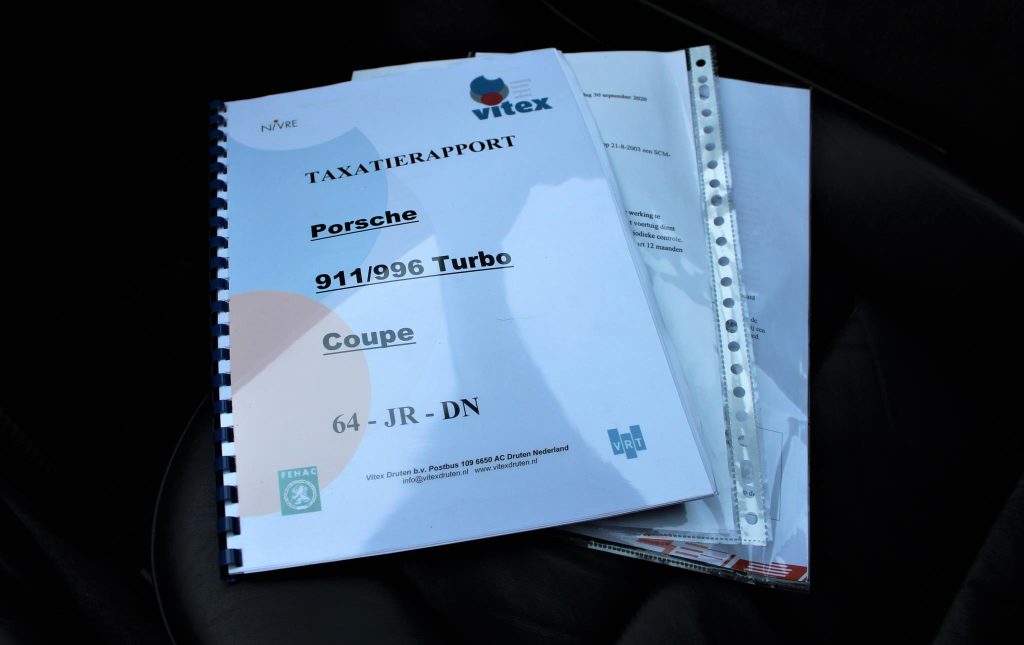 NIVRE
vitex
TAXATIERAPPORT
Porsche
911/996 Turbo
Coupe
64 - JR - DN
Vitex Druten b.v. Postbus 109 6650 AC Druten Nederland
info@vitexdruten.nl www.vitexdruten.nl
FEHAC
VRT
30 september 2020
op 21-8-2003 een SCM.
werking te
voertuig dient
odieke controle.
12 maanden